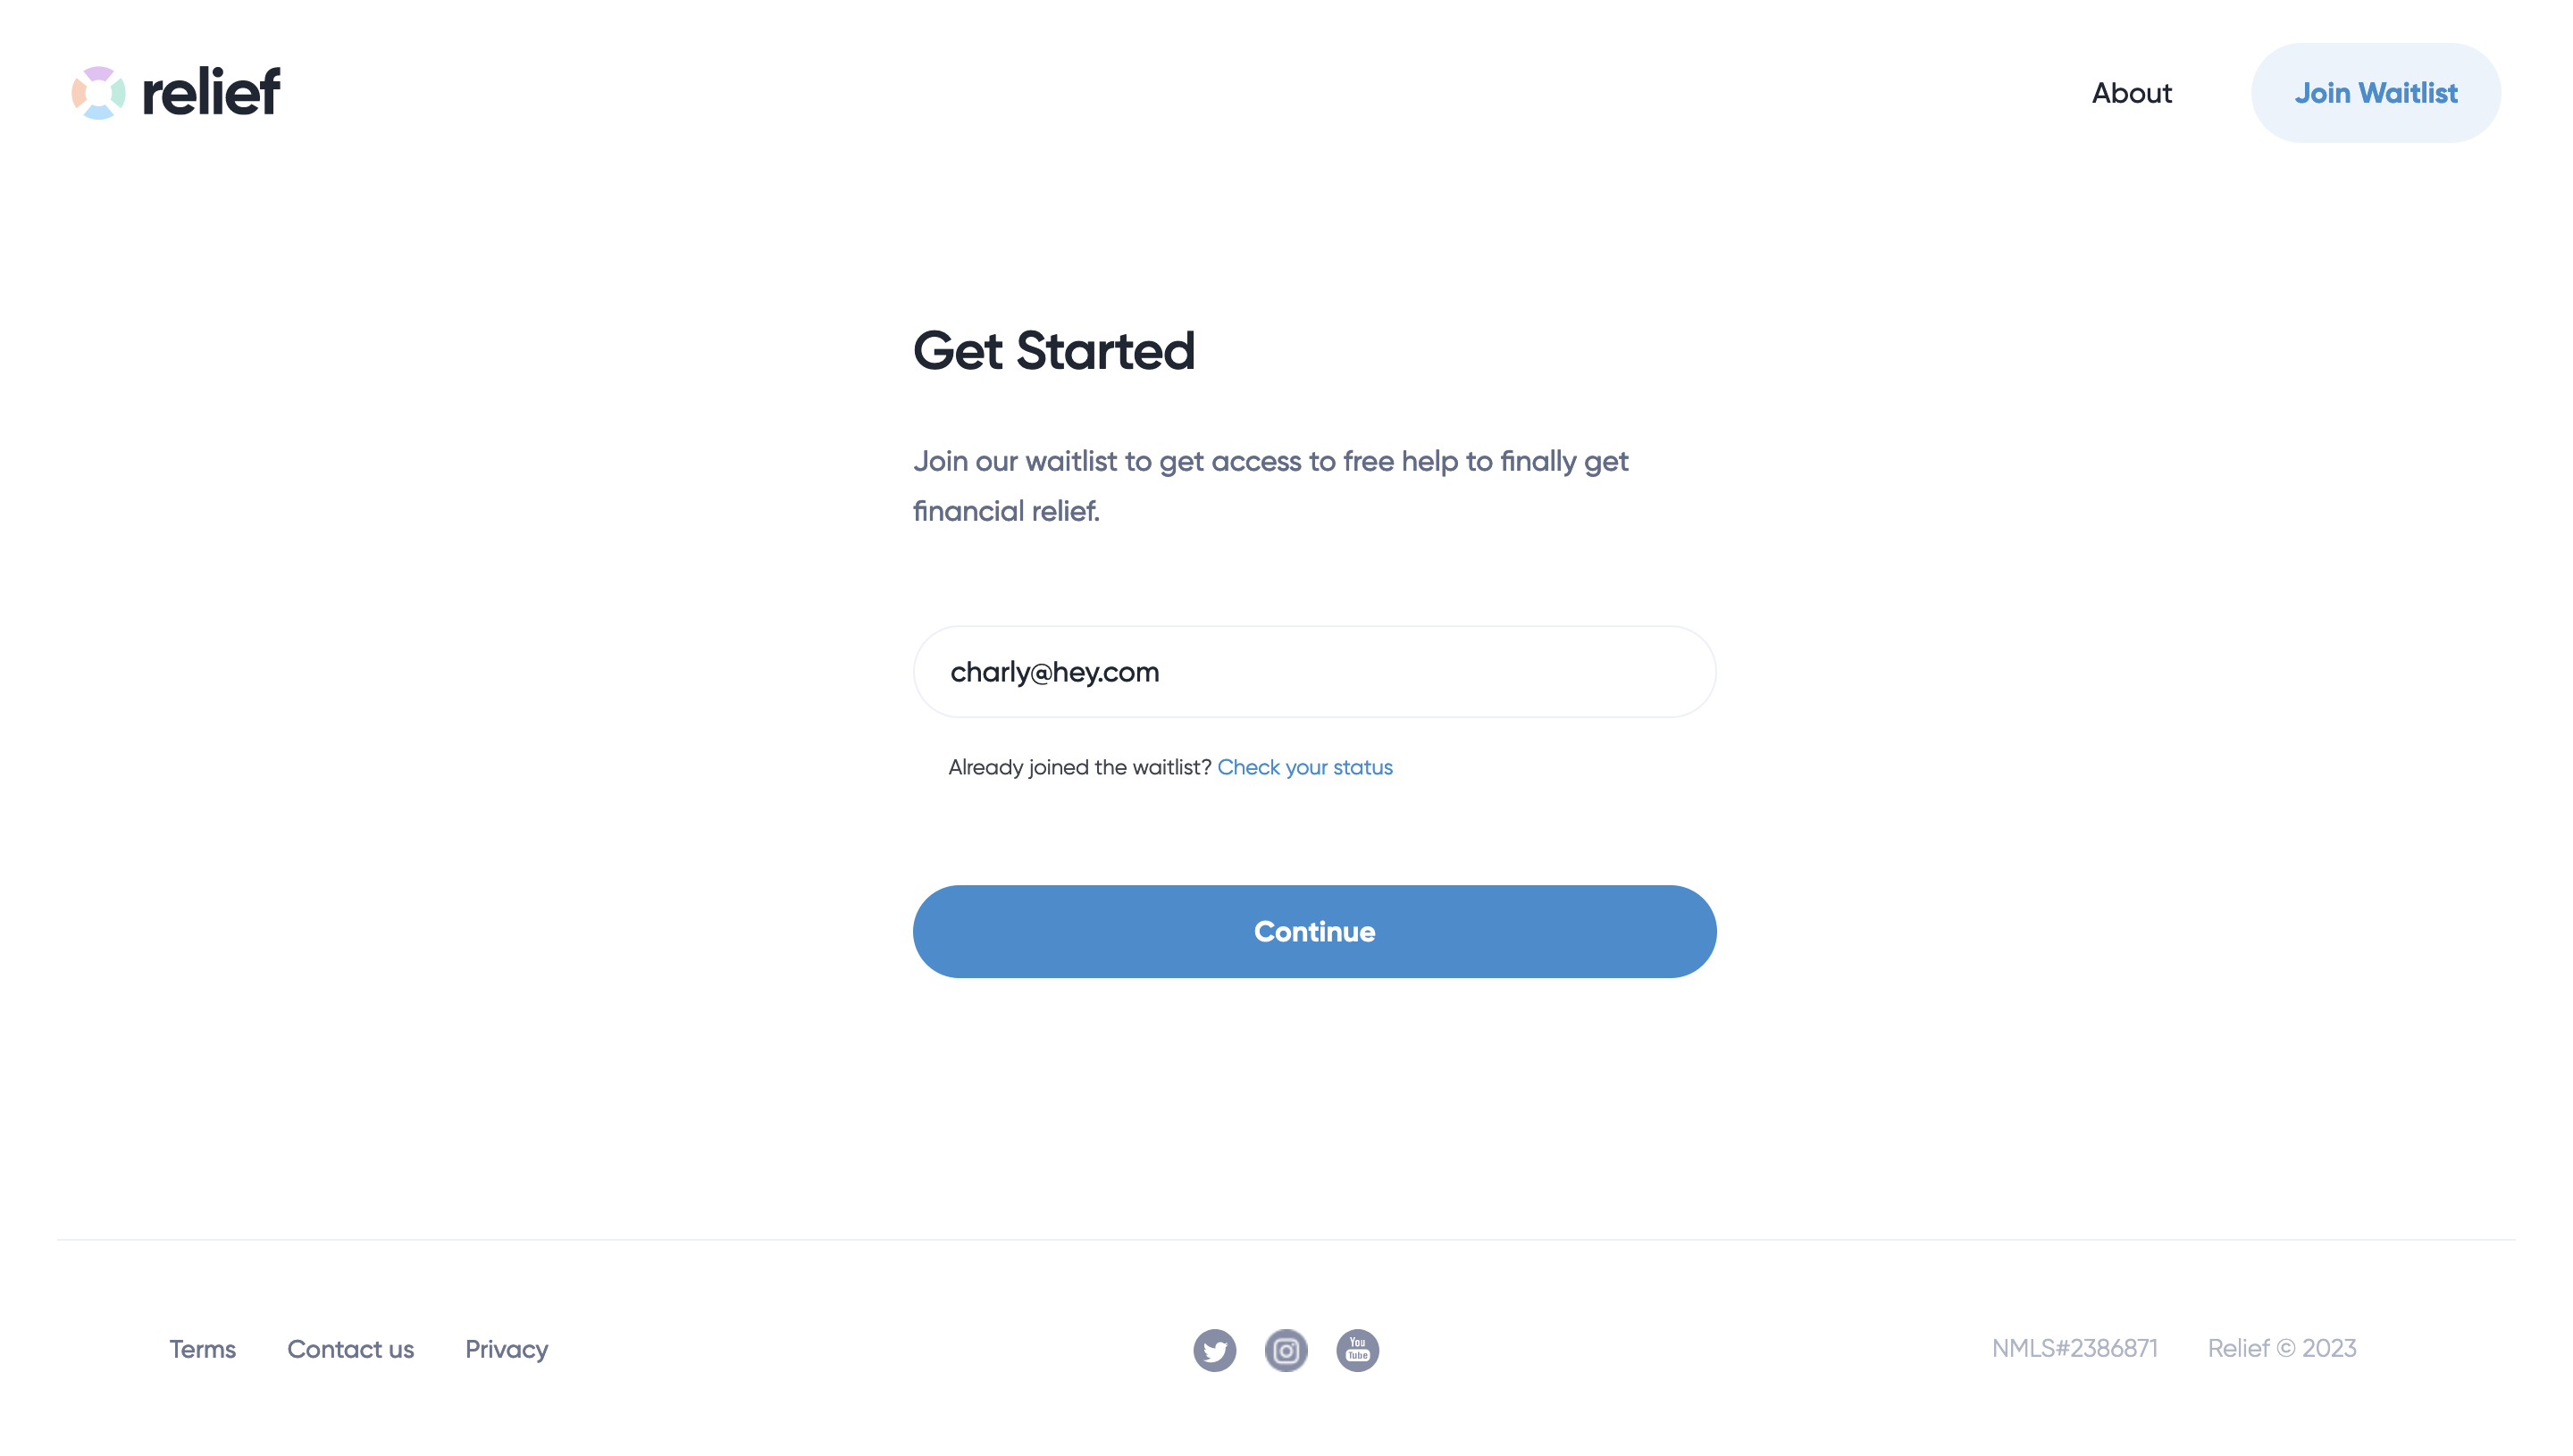 relief
About
Join Waitlist
Get Started
Join our waitlist to get access to free help to finally get
financial relief.
charly@hey.com
Already joined the waitlist? Check your status
Continue
Terms
Contact us
Privacy
You
Tube
NMLS#2386871
Relief © 2023